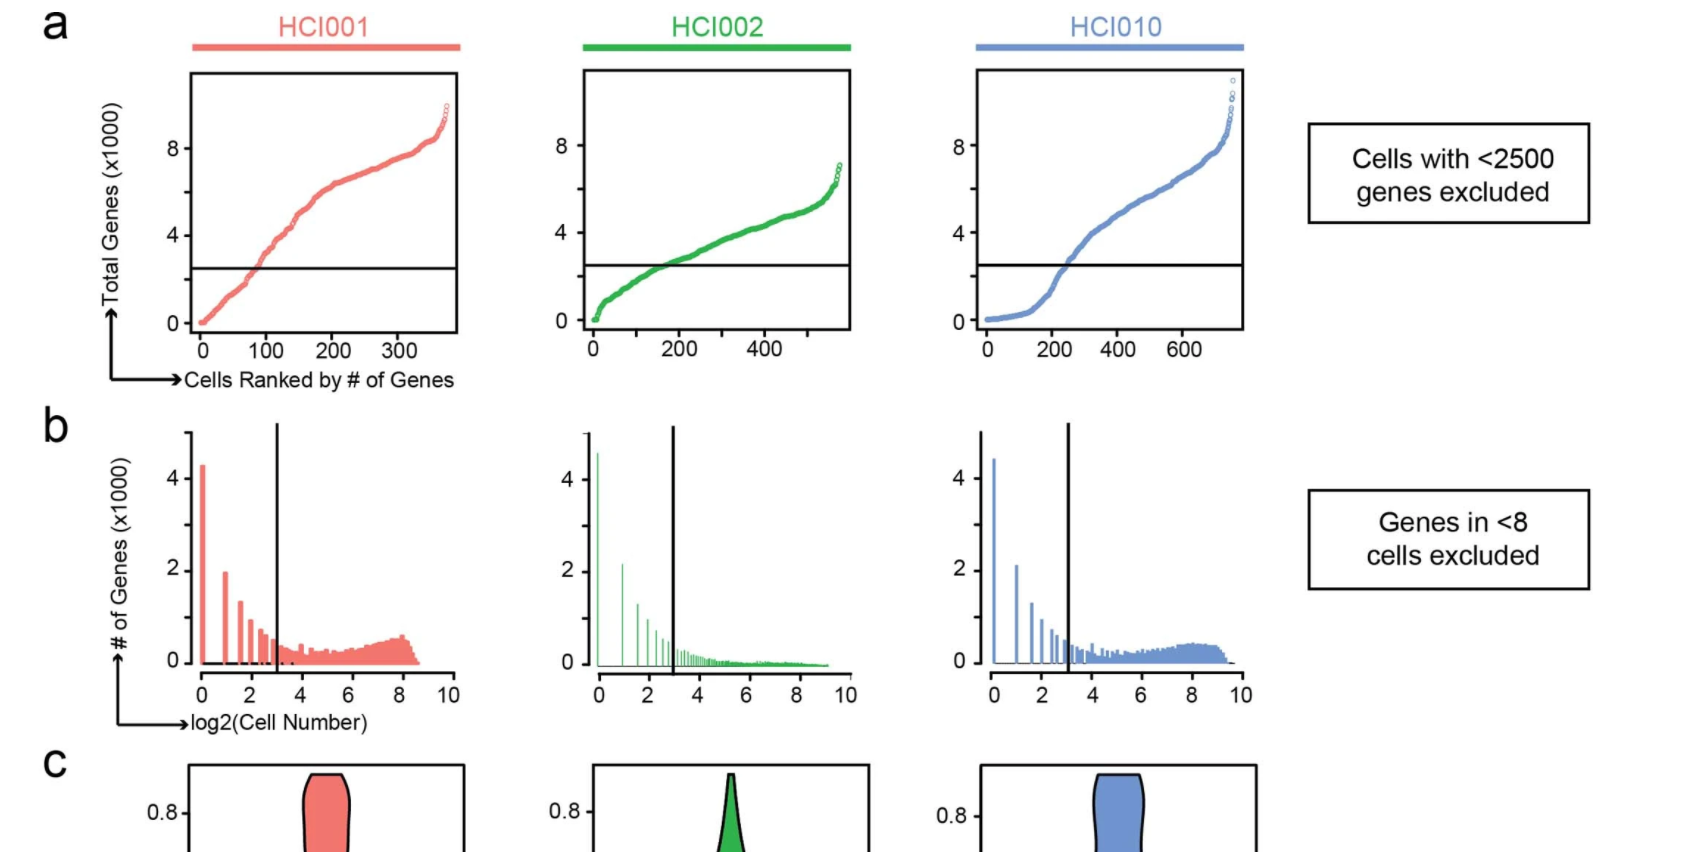 a
HCI001
HCI002
HCI010
Total Genes (x1000)
8
4
0
0 100 200 300
8
4
0
0 200 400
8
4
0
0 200 400 600
Cells Ranked by # of Genes
Cells with <2500
genes excluded
b
# of Genes (x1000)
4
2
0
0 2 4 6 8 10
4
2
0
0 2 4 6 8 10
4
2
0
0 2 4 6 8 10
log2(Cell Number)
Genes in <8
cells excluded
c
0.8
0.8
0.8